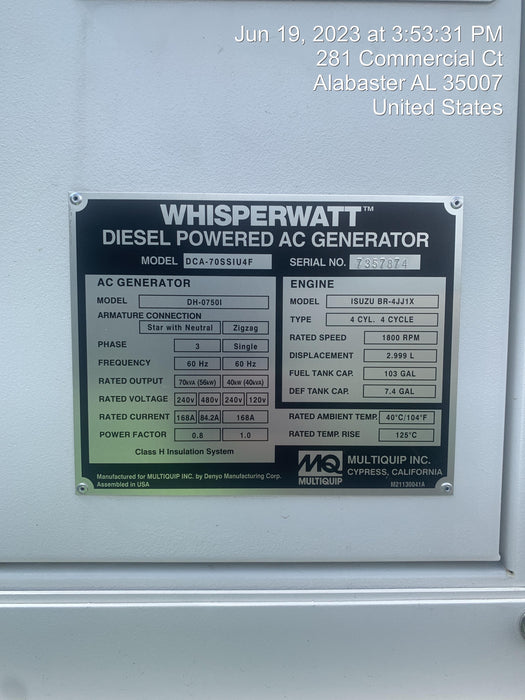 Jun 19, 2023 at 3:53:31 PM
281 Commercial Ct
Alabaster AL 35007
United States
WHISPERWATT™
DIESEL POWERED AC GENERATOR
MODEL DCA-70SSIU4F SERIAL NO. 7357874
AC GENERATOR
MODEL DH-0750I
ARMATURE CONNECTION
Star with Neutral Zigzag
PHASE 3 Single
FREQUENCY 60 Hz 60 Hz
RATED OUTPUT 70kVA (56kW) 40kW (40kVA)
RATED VOLTAGE 240V 480V 240V 120V
RATED CURRENT 168A 84.2A 168A
POWER FACTOR 0.8 1.0
Class H Insulation System
ENGINE
MODEL ISUZU BR-4JJ1X
TYPE 4 CYL. 4 CYCLE
RATED SPEED 1800 RPM
DISPLACEMENT 2.999 L
FUEL TANK CAP. 103 GAL
DEF TANK CAP. 7.4 GAL
RATED AMBIENT TEMP. 40°C/104°F
RATED TEMP. RISE 125°C
Manufactured for MULTIQUIP INC. by Denyo Manufacturing Corp.
Assembled in USA
MQ
MULTIQUIP
MULTIQUIP INC.
CYPRESS, CALIFORNIA
M21130041A